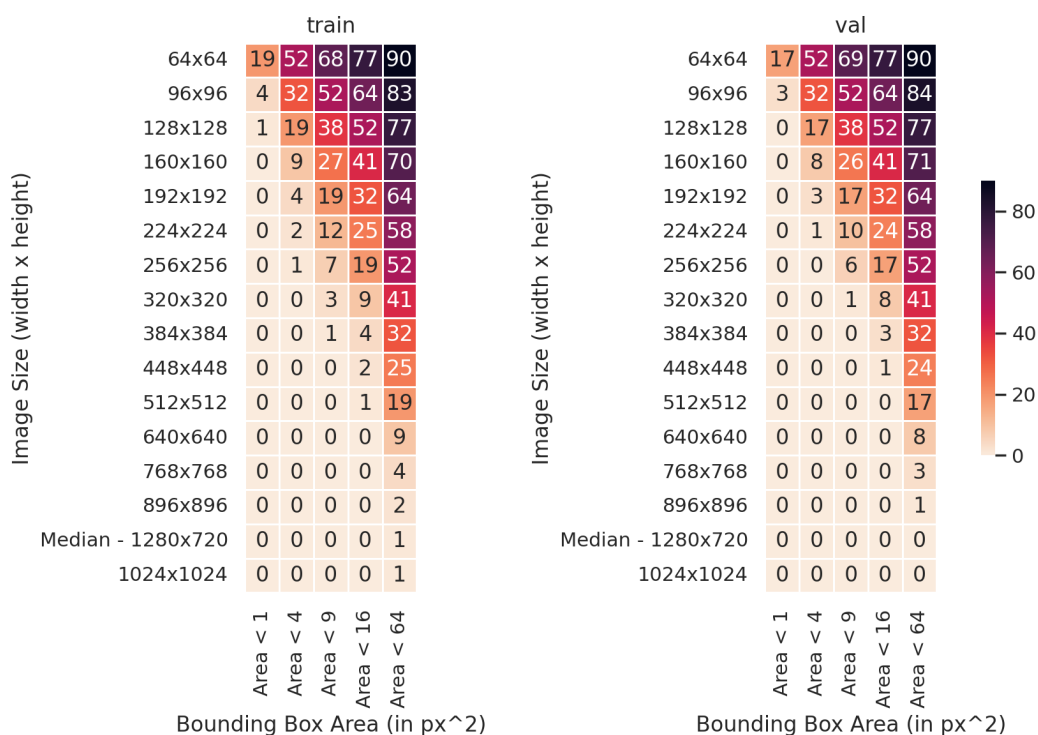 train
64x64 19 52 68 77 90
96x96 4 32 52 64 83
128x128 1 19 38 52 77
160x160 0 9 27 41 70
192x192 0 4 19 32 64
224x224 0 2 12 25 58
256x256 0 1 7 19 52
320x320 0 0 3 9 41
384x384 0 0 1 4 32
448x448 0 0 0 2 25
512x512 0 0 0 1 19
640x640 0 0 0 0 9
768x768 0 0 0 0 4
896x896 0 0 0 0 2
Median - 1280x720 0 0 0 0 1
1024x1024 0 0 0 0 1
Image Size (width x height)
Area < 1
Area < 4
Area < 9
Area < 16
Area < 64
Bounding Box Area (in px^2)
val
64x64 17 52 69 77 90
96x96 3 32 52 64 84
128x128 0 17 38 52 77
160x160 0 8 26 41 71
192x192 0 3 17 32 64
224x224 0 1 10 24 58
256x256 0 0 6 17 52
320x320 0 0 1 8 41
384x384 0 0 0 3 32
448x448 0 0 0 1 24
512x512 0 0 0 0 17
640x640 0 0 0 0 8
768x768 0 0 0 0 3
896x896 0 0 0 0 1
Median - 1280x720 0 0 0 0 0
1024x1024 0 0 0 0 0
Image Size (width x height)
Area < 1
Area < 4
Area < 9
Area < 16
Area < 64
Bounding Box Area (in px^2)
80
60
40
20
0